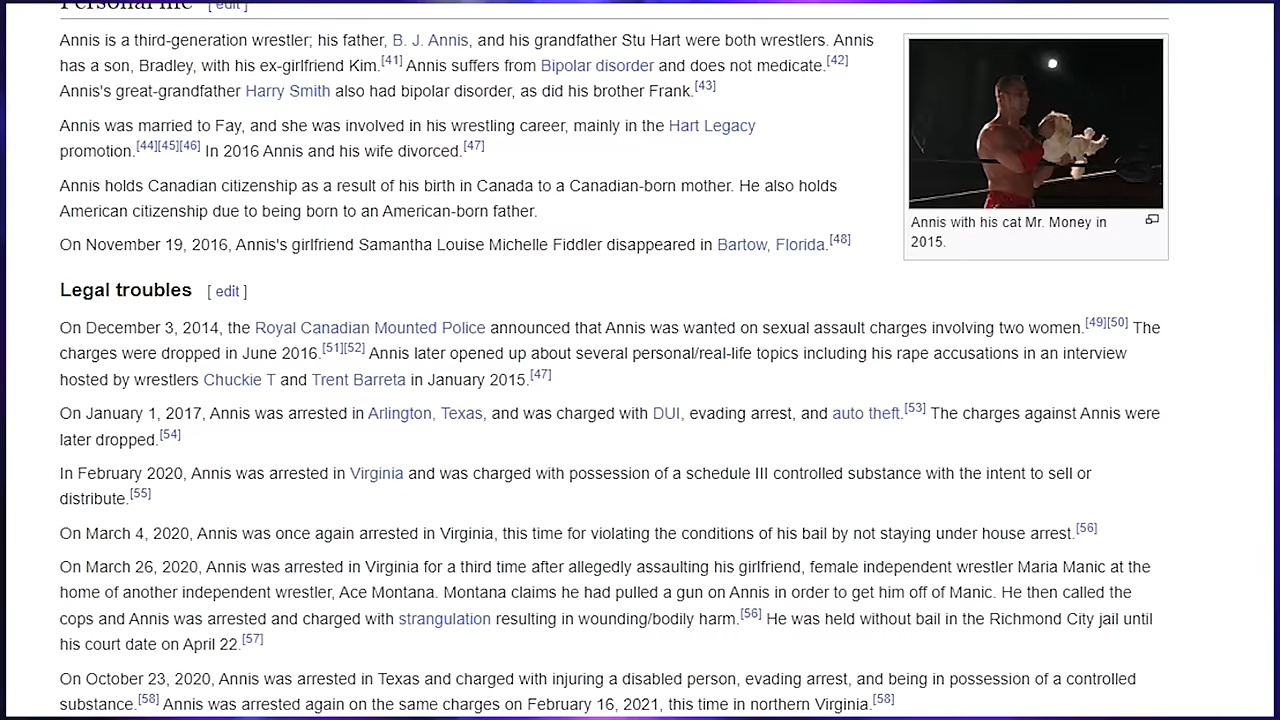 Personal life [ edit ]
Annis is a third-generation wrestler; his father, B. J. Annis, and his grandfather Stu Hart were both wrestlers. Annis
has a son, Bradley, with his ex-girlfriend Kim.[41] Annis suffers from Bipolar disorder and does not medicate.[42]
Annis's great-grandfather Harry Smith also had bipolar disorder, as did his brother Frank.[43]
Annis was married to Fay, and she was involved in his wrestling career, mainly in the Hart Legacy
promotion.[44][45][46] In 2016 Annis and his wife divorced.[47]
Annis holds Canadian citizenship as a result of his birth in Canada to a Canadian-born mother. He also holds
American citizenship due to being born to an American-born father.
On November 19, 2016, Annis's girlfriend Samantha Louise Michelle Fiddler disappeared in Bartow, Florida.[48]
Annis with his cat Mr. Money in
2015.
Legal troubles [ edit ]
On December 3, 2014, the Royal Canadian Mounted Police announced that Annis was wanted on sexual assault charges involving two women.[49][50] The
charges were dropped in June 2016.[51][52] Annis later opened up about several personal/real-life topics including his rape accusations in an interview
hosted by wrestlers Chuckie T and Trent Barreta in January 2015.[47]
On January 1, 2017, Annis was arrested in Arlington, Texas, and was charged with DUI, evading arrest, and auto theft.[53] The charges against Annis were
later dropped.[54]
In February 2020, Annis was arrested in Virginia and was charged with possession of a schedule III controlled substance with the intent to sell or
distribute.[55]
On March 4, 2020, Annis was once again arrested in Virginia, this time for violating the conditions of his bail by not staying under house arrest.[56]
On March 26, 2020, Annis was arrested in Virginia for a third time after allegedly assaulting his girlfriend, female independent wrestler Maria Manic at the
home of another independent wrestler, Ace Montana. Montana claims he had pulled a gun on Annis in order to get him off of Manic. He then called the
cops and Annis was arrested and charged with strangulation resulting in wounding/bodily harm.[56] He was held without bail in the Richmond City jail until
his court date on April 22.[57]
On October 23, 2020, Annis was arrested in Texas and charged with injuring a disabled person, evading arrest, and being in possession of a controlled
substance.[58] Annis was arrested again on the same charges on February 16, 2021, this time in northern Virginia.[58]